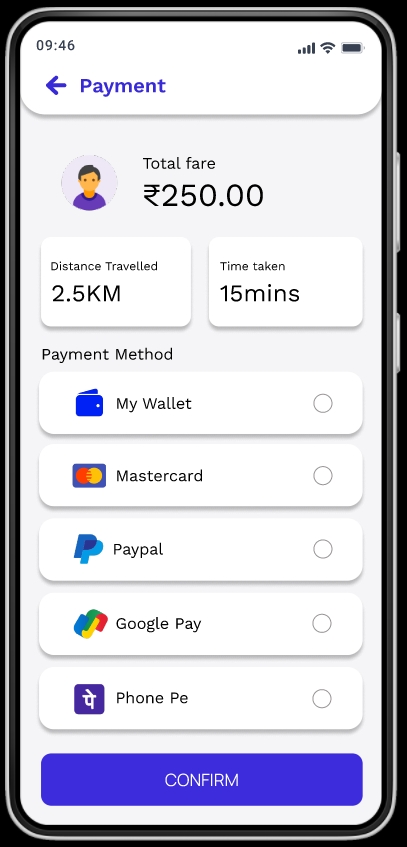 09:46
Payment
Total fare
₹250.00
Distance Travelled
2.5KM
Time taken
15mins
Payment Method
My Wallet
Mastercard
Paypal
Google Pay
पे Phone Pe
CONFIRM